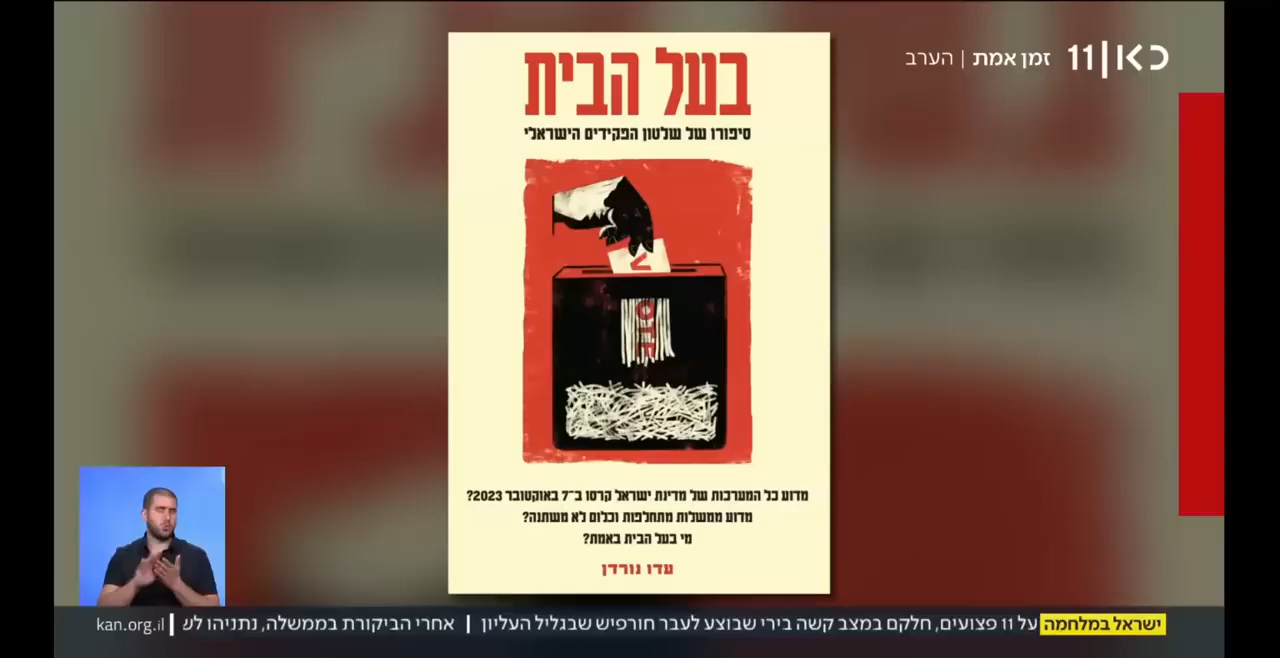 כאן|11 זמן אמת | הערב
בעל הבית
סיפורו של שלטון הפקידים הישראלי
V
OTE
מדוע כל המערכות של מדינת ישראל קרסו ב־7 באוקטובר 2023?
מדוע ממשלות מתחלפות וכלום לא משתנה?
מי בעל הבית באמת?
עדו נורדן
ישראל במלחמה על 11 פצועים, חלקם במצב קשה בירי שבוצע לעבר חורפיש שבגליל העליון | אחרי הביקורת בממשלה, נתניהו לש | kan.org.il